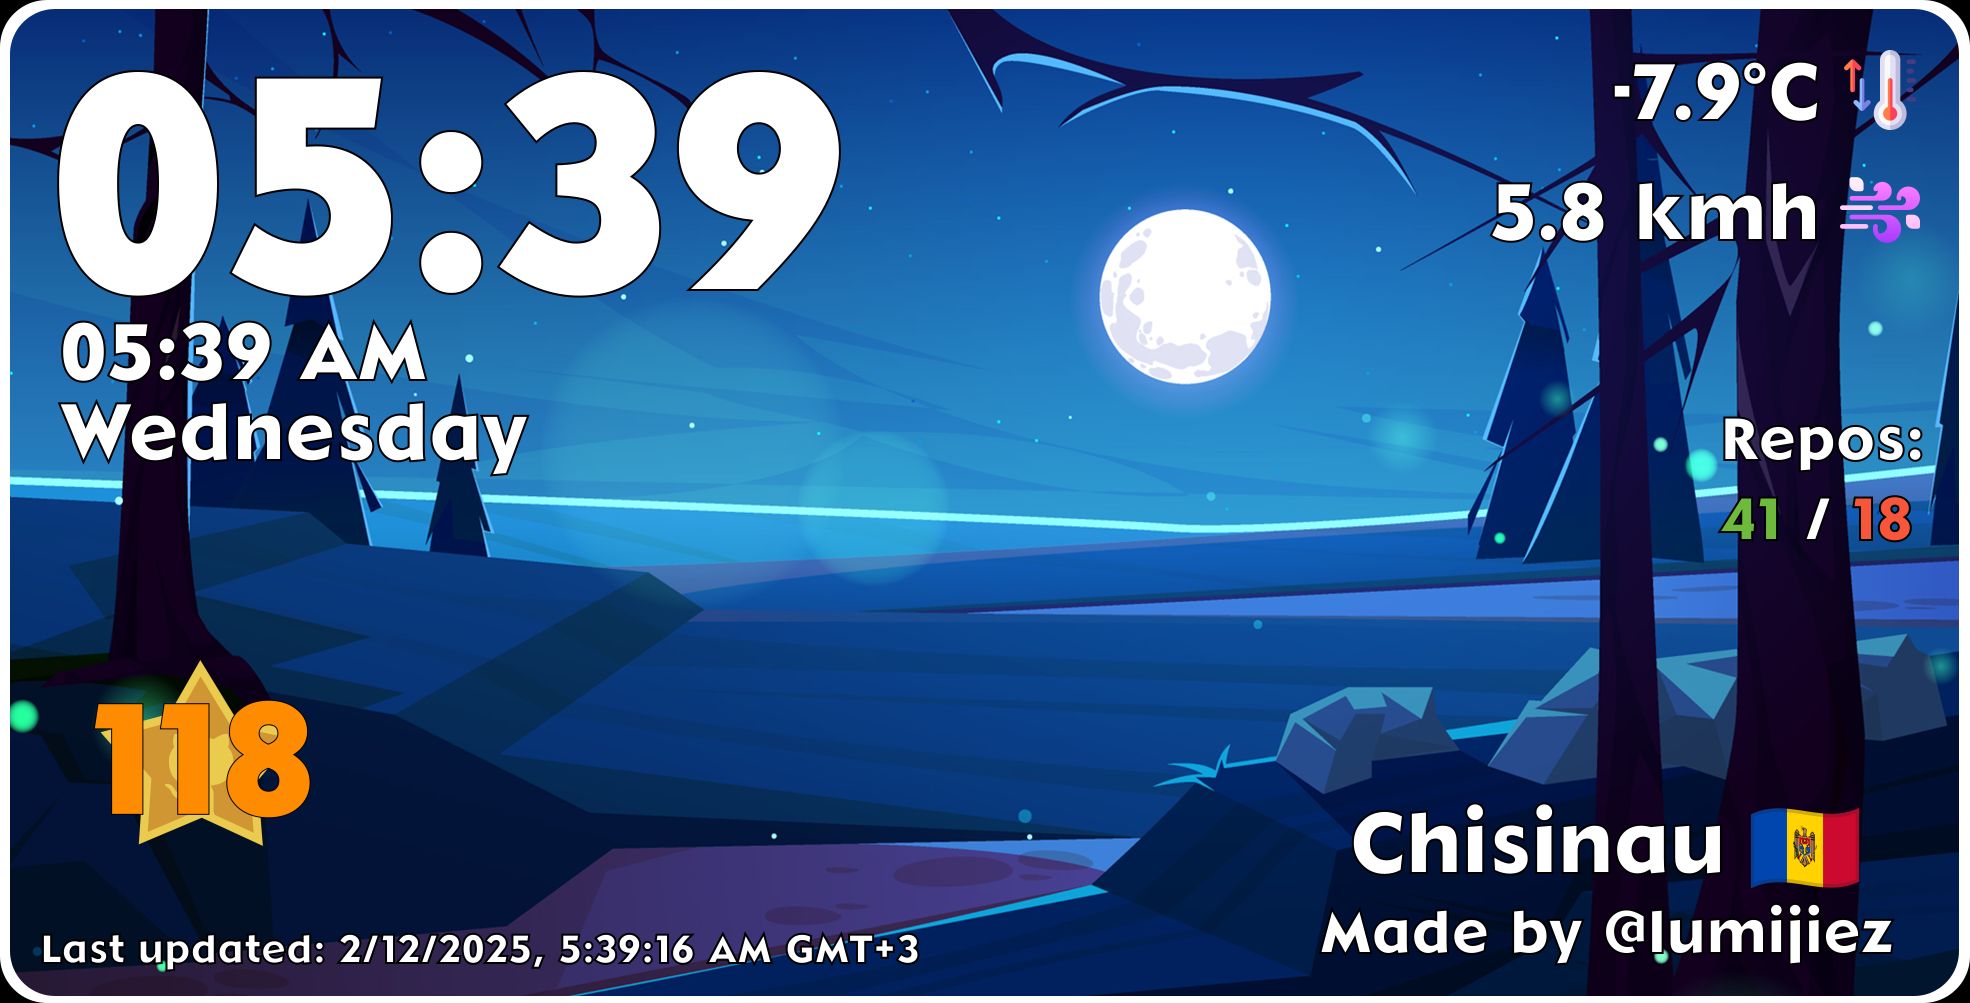 05:39
05:39 AM
Wednesday
-7.9°C
5.8 kmh
Repos:
41 / 18
118
Chisinau
Made by @lumijiez
Last updated: 2/12/2025, 5:39:16 AM GMT+3